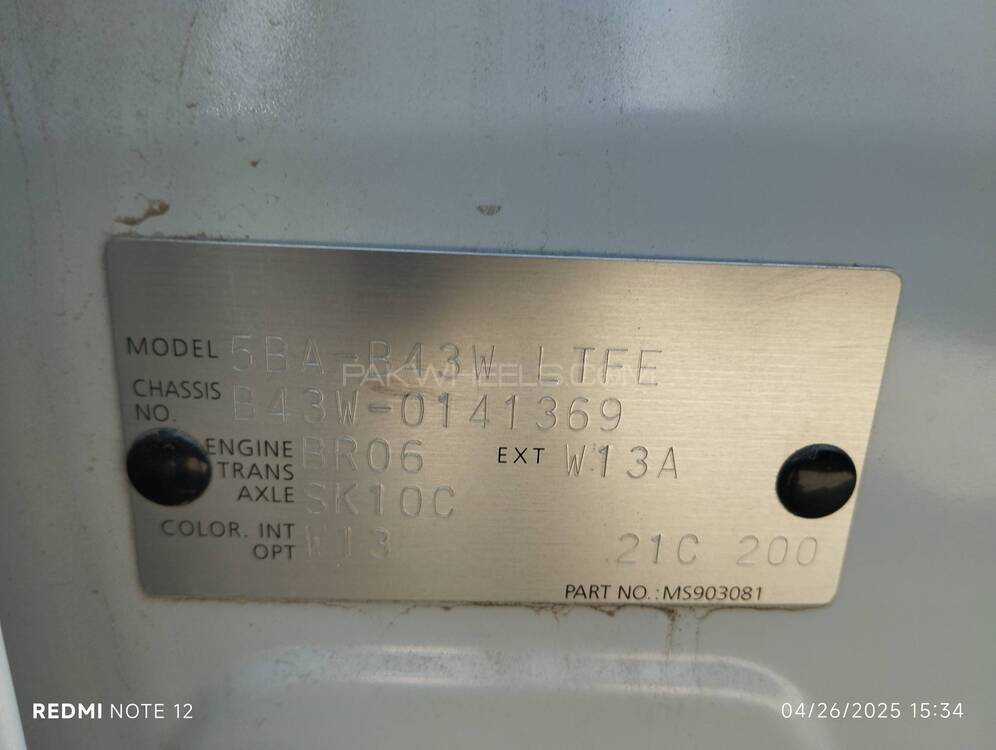 MODEL 5BA-B43W LTFE
PAKWHEELS.COM
CHASSIS NO. B43W-0141369
ENGINE BR06 EXT W13A
TRANS AXLE SK10C
COLOR. INT W13
OPT 21C 200
PART NO.:MS903081
REDMI NOTE 12
04/26/2025 15:34